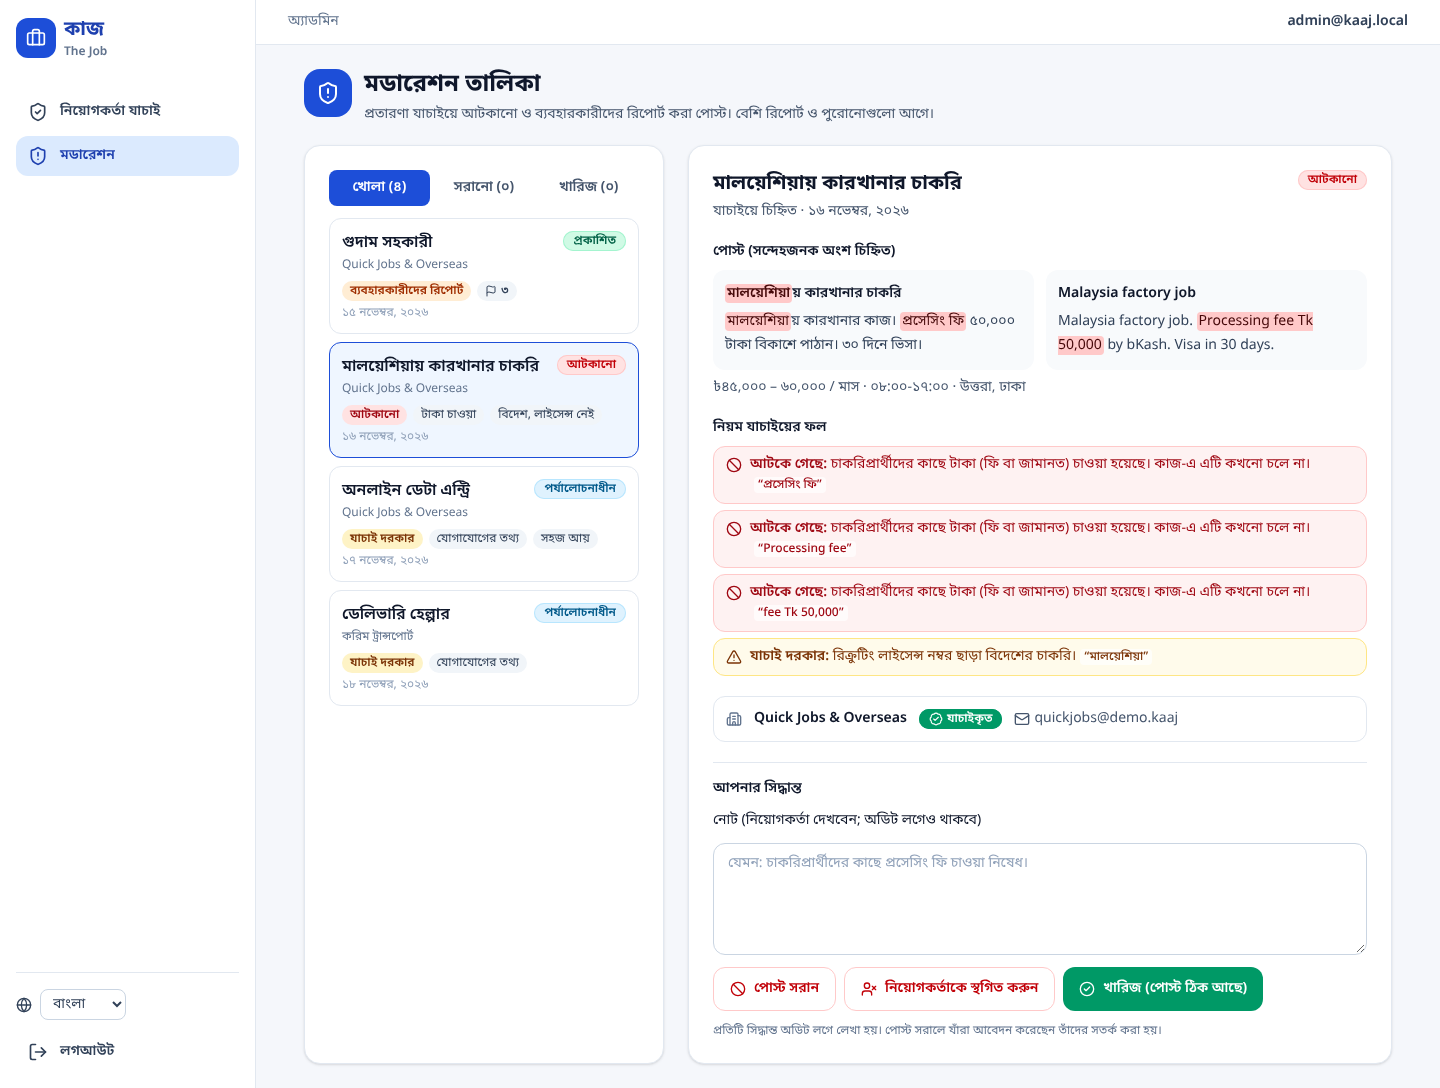 কাজ
The Job
নিয়োগকর্তা যাচাই
মডারেশন
বাংলা
লগআউট
অ্যাডমিন
admin@kaaj.local
মডারেশন তালিকা
প্রতারণা যাচাইয়ে আটকানো ও ব্যবহারকারীদের রিপোর্ট করা পোস্ট। বেশি রিপোর্ট ও পুরোনোগুলো আগে।
খোলা (৪)
সরানো (০)
খারিজ (০)
গুদাম সহকারী
প্রকাশিত
Quick Jobs & Overseas
ব্যবহারকারীদের রিপোর্ট
৩
১৫ নভেম্বর, ২০২৬
মালয়েশিয়ায় কারখানার চাকরি
আটকানো
Quick Jobs & Overseas
আটকানো
টাকা চাওয়া
বিদেশ, লাইসেন্স নেই
১৬ নভেম্বর, ২০২৬
অনলাইন ডেটা এন্ট্রি
পর্যালোচনাধীন
Quick Jobs & Overseas
যাচাই দরকার
যোগাযোগের তথ্য
সহজ আয়
১৭ নভেম্বর, ২০২৬
ডেলিভারি হেল্পার
পর্যালোচনাধীন
করিম ট্রান্সপোর্ট
যাচাই দরকার
যোগাযোগের তথ্য
১৮ নভেম্বর, ২০২৬
মালয়েশিয়ায় কারখানার চাকরি
আটকানো
যাচাইয়ে চিহ্নিত · ১৬ নভেম্বর, ২০২৬
পোস্ট (সন্দেহজনক অংশ চিহ্নিত)
মালয়েশিয়ায় কারখানার চাকরি
মালয়েশিয়ায় কারখানার কাজ। প্রসেসিং ফি ৫০,০০০
টাকা বিকাশে পাঠান। ৩০ দিনে ভিসা।
Malaysia factory job
Malaysia factory job. Processing fee Tk
50,000 by bKash. Visa in 30 days.
৳৪৫,০০০ – ৬০,০০০ / মাস · ০৮:০০-১৭:০০ · উত্তরা, ঢাকা
নিয়ম যাচাইয়ের ফল
আটকে গেছে: চাকরিপ্রার্থীদের কাছে টাকা (ফি বা জামানত) চাওয়া হয়েছে। কাজ-এ এটি কখনো চলে না।
“প্রসেসিং ফি”
আটকে গেছে: চাকরিপ্রার্থীদের কাছে টাকা (ফি বা জামানত) চাওয়া হয়েছে। কাজ-এ এটি কখনো চলে না।
“Processing fee”
আটকে গেছে: চাকরিপ্রার্থীদের কাছে টাকা (ফি বা জামানত) চাওয়া হয়েছে। কাজ-এ এটি কখনো চলে না।
“fee Tk 50,000”
যাচাই দরকার: রিক্রুটিং লাইসেন্স নম্বর ছাড়া বিদেশের চাকরি। “মালয়েশিয়া”
Quick Jobs & Overseas
যাচাইকৃত
quickjobs@demo.kaaj
আপনার সিদ্ধান্ত
নোট (নিয়োগকর্তা দেখবেন; অডিট লগেও থাকবে)
যেমন: চাকরিপ্রার্থীদের কাছে প্রসেসিং ফি চাওয়া নিষেধ।
পোস্ট সরান
নিয়োগকর্তাকে স্থগিত করুন
খারিজ (পোস্ট ঠিক আছে)
প্রতিটি সিদ্ধান্ত অডিট লগে লেখা হয়। পোস্ট সরালে যাঁরা আবেদন করেছেন তাঁদের সতর্ক করা হয়।